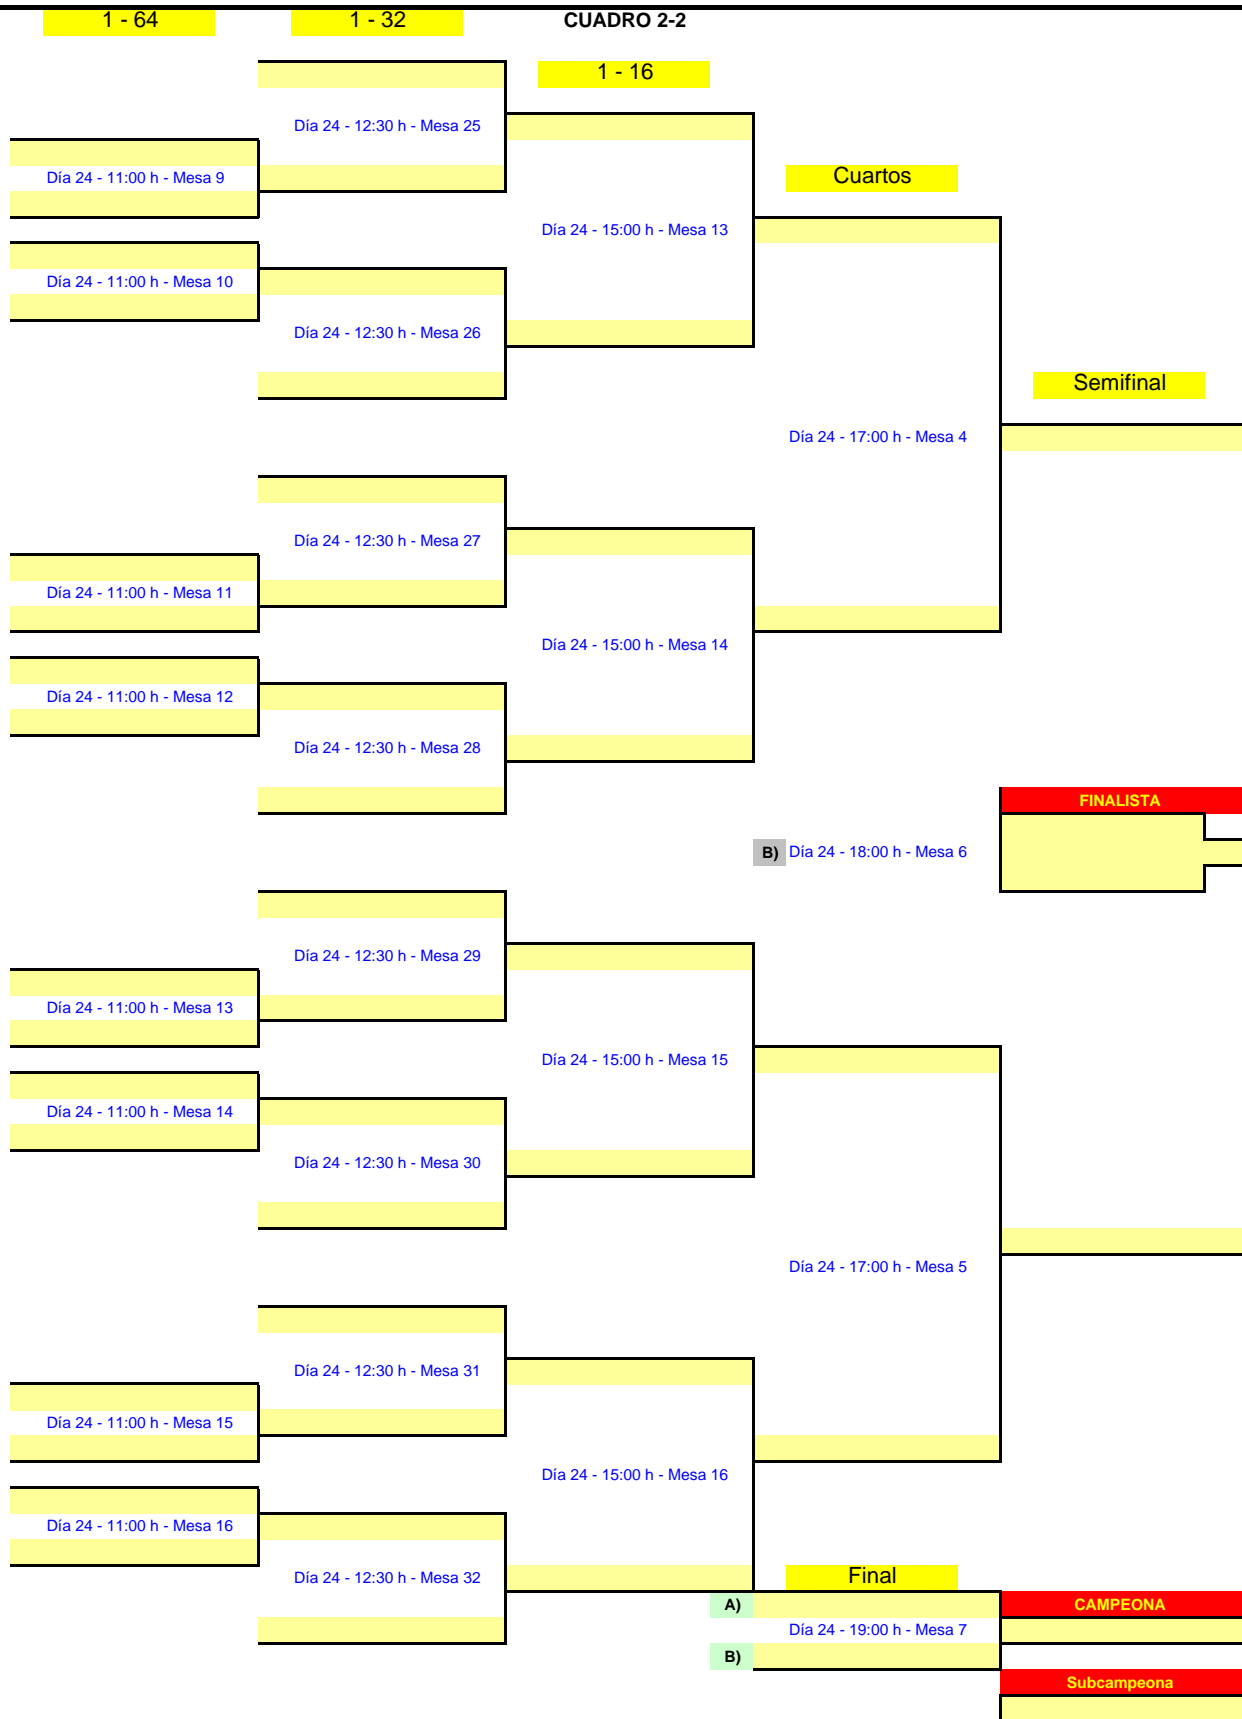 1 - 64
1 - 32
CUADRO 2-2
1 - 16
Día 24 - 12:30 h - Mesa 25
Día 24 - 11:00 h - Mesa 9
Cuartos
Día 24 - 15:00 h - Mesa 13
Día 24 - 11:00 h - Mesa 10
Día 24 - 12:30 h - Mesa 26
Semifinal
Día 24 - 17:00 h - Mesa 4
Día 24 - 12:30 h - Mesa 27
Día 24 - 11:00 h - Mesa 11
Día 24 - 15:00 h - Mesa 14
Día 24 - 11:00 h - Mesa 12
Día 24 - 12:30 h - Mesa 28
FINALISTA
B) Día 24 - 18:00 h - Mesa 6
Día 24 - 12:30 h - Mesa 29
Día 24 - 11:00 h - Mesa 13
Día 24 - 15:00 h - Mesa 15
Día 24 - 11:00 h - Mesa 14
Día 24 - 12:30 h - Mesa 30
Día 24 - 17:00 h - Mesa 5
Día 24 - 12:30 h - Mesa 31
Día 24 - 11:00 h - Mesa 15
Día 24 - 15:00 h - Mesa 16
Día 24 - 11:00 h - Mesa 16
Día 24 - 12:30 h - Mesa 32
Final
A)
CAMPEONA
Día 24 - 19:00 h - Mesa 7
B)
Subcampeona